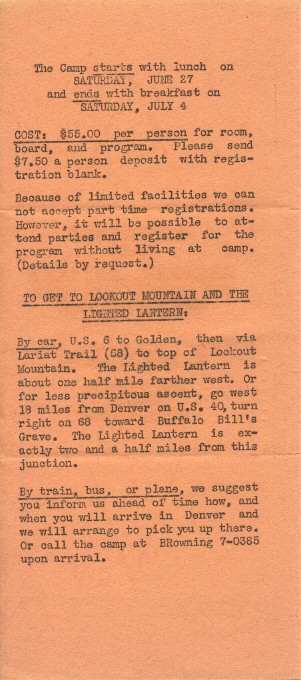 The Camp starts with lunch on
SATURDAY, JUNE 27
and ends with breakfast on
SATURDAY, JULY 4
COST: $55.00 per person for room,
board, and program. Please send
$7.50 a person deposit with regis-
tration blank.
Because of limited facilities we can
not accept part time registrations.
However, it will be possible to at-
tend parties and register for the
program without living at camp.
(Details by request.)
TO GET TO LOOKOUT MOUNTAIN AND THE
LIGHTED LANTERN:
By car, U.S. 6 to Golden, then via
Lariat Trail (68) to top of Lookout
Mountain. The Lighted Lantern is
about one half mile farther west. Or
for less precipitous ascent, go west
18 miles from Denver on U.S. 40, turn
right on 68 toward Buffalo Bill's
Grave. The Lighted Lantern is ex-
actly two and a half miles from this
junction.
By train, bus, or plane, we suggest
you inform us ahead of time how, and
when you will arrive in Denver and
we will arrange to pick you up there.
Or call the camp at BRowning 7-0365
upon arrival.